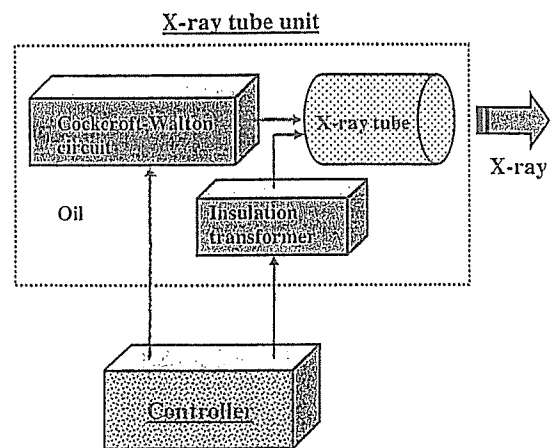 X-ray tube unit
Cockcroft-Walton
circuit
X-ray tube
X-ray
Oil
Insulation
transformer
Controller